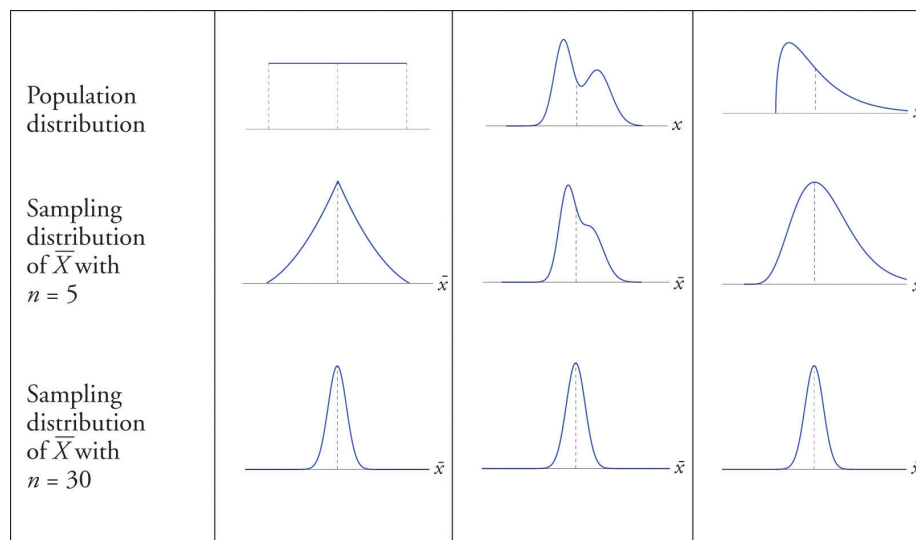 Population
distribution
x
x
Sampling
distribution
of X̅ with
n = 5
x̄
x̄
Sampling
distribution
of X̅ with
n = 30
x̄
x̄